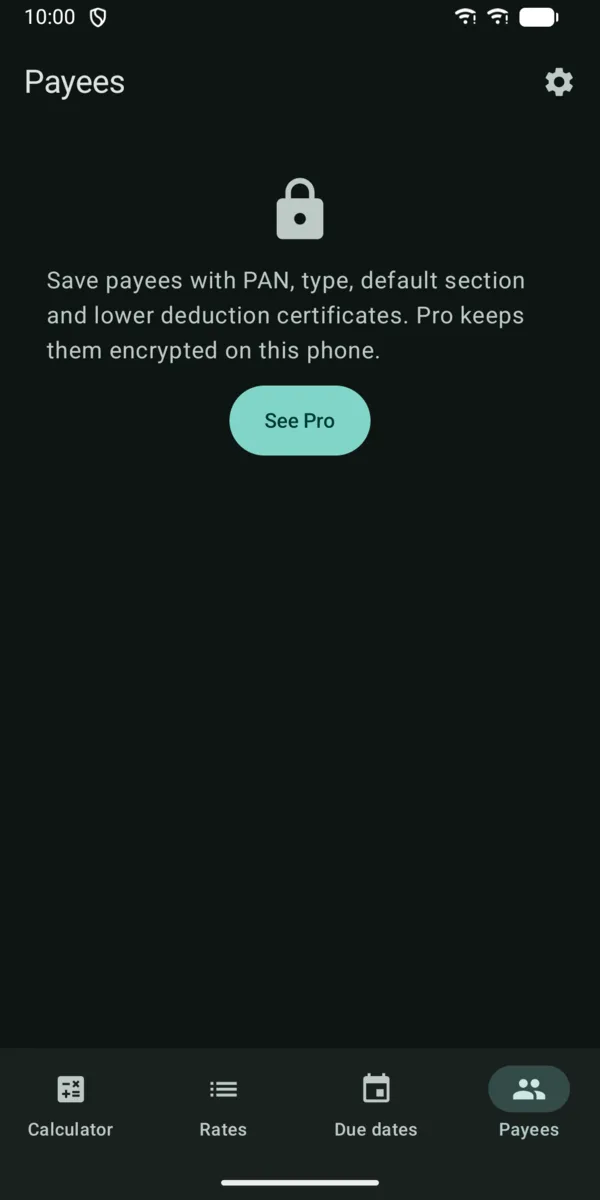 10:00
Payees
Save payees with PAN, type, default section
and lower deduction certificates. Pro keeps
them encrypted on this phone.
See Pro
Calculator
Rates
Due dates
Payees